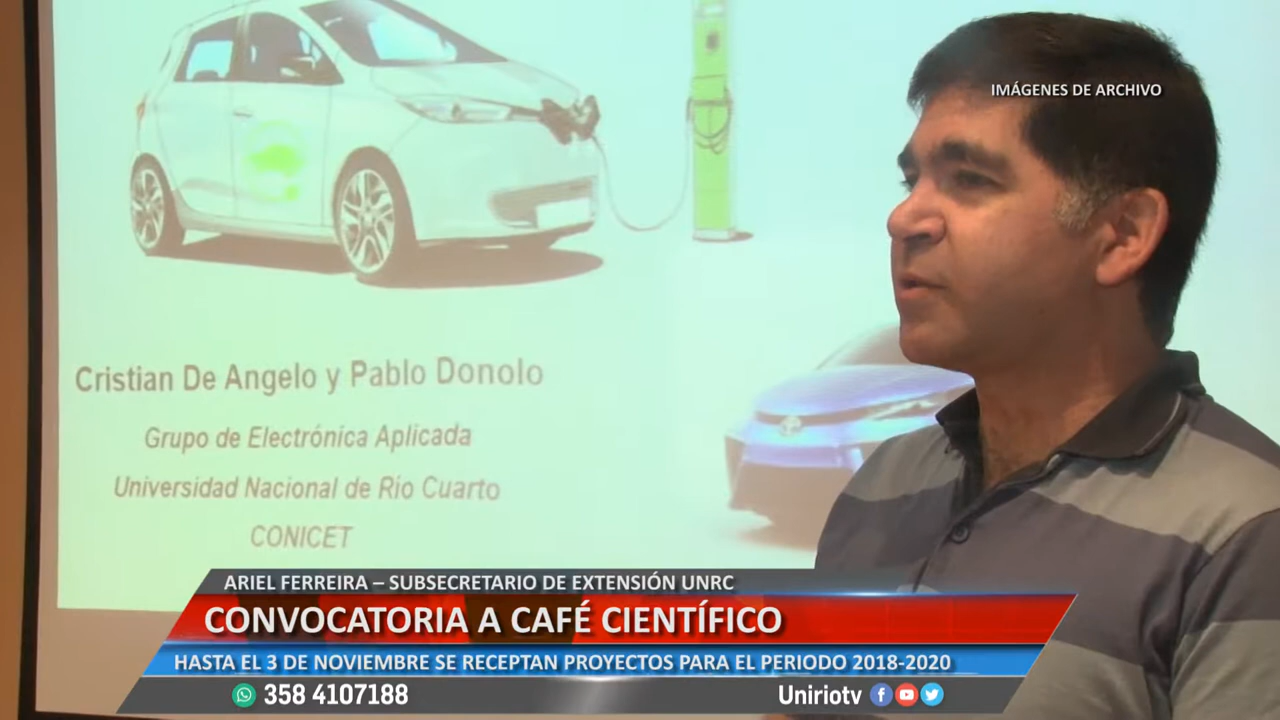 IMÁGENES DE ARCHIVO
Cristian De Angelo y Pablo Donolo
Grupo de Electrónica Aplicada
Universidad Nacional de Río Cuarto
CONICET
ARIEL FERREIRA – SUBSECRETARIO DE EXTENSIÓN UNRC
CONVOCATORIA A CAFÉ CIENTÍFICO
HASTA EL 3 DE NOVIEMBRE SE RECEPTAN PROYECTOS PARA EL PERIODO 2018-2020
358 4107188
Uniriotv